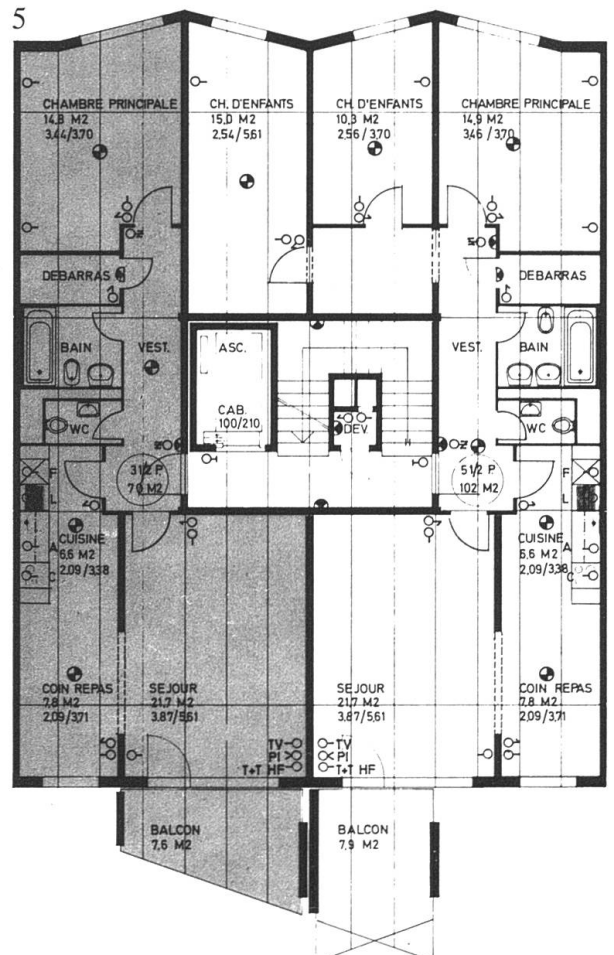 5
CHAMBRE PRINCIPALE
14,8 M2
3,44/3,70
CH. D'ENFANTS
15,0 M2
2,54/5,61
CH. D'ENFANTS
10,3 M2
2,56/3,70
CHAMBRE PRINCIPALE
14,9 M2
3,46/3,70
DEBARRAS
DEBARRAS
BAIN
VEST.
ASC.
VEST.
BAIN
CAB.
100/210
WC
DEV.
WC
3 1/2 P
70 M2
5 1/2 P
102 M2
F
L
F
L
CUISINE
6,6 M2
2,09/3,38
A
C
CUISINE
6,6 M2
2,09/3,38
A
C
COIN REPAS
7,8 M2
2,09/3,71
SEJOUR
21,7 M2
3,87/5,61
SEJOUR
21,7 M2
3,87/5,61
COIN REPAS
7,8 M2
2,09/3,71
TV
PI
T+T HF
TV
PI
T+T HF
BALCON
7,6 M2
BALCON
7,9 M2